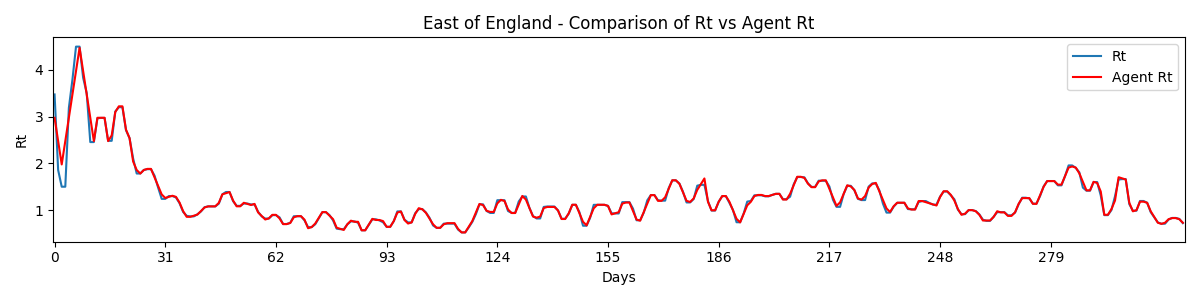 East of England - Comparison of Rt vs Agent Rt
Rt
Agent Rt
4
3
2
1
Rt
0 31 62 93 124 155 186 217 248 279
Days